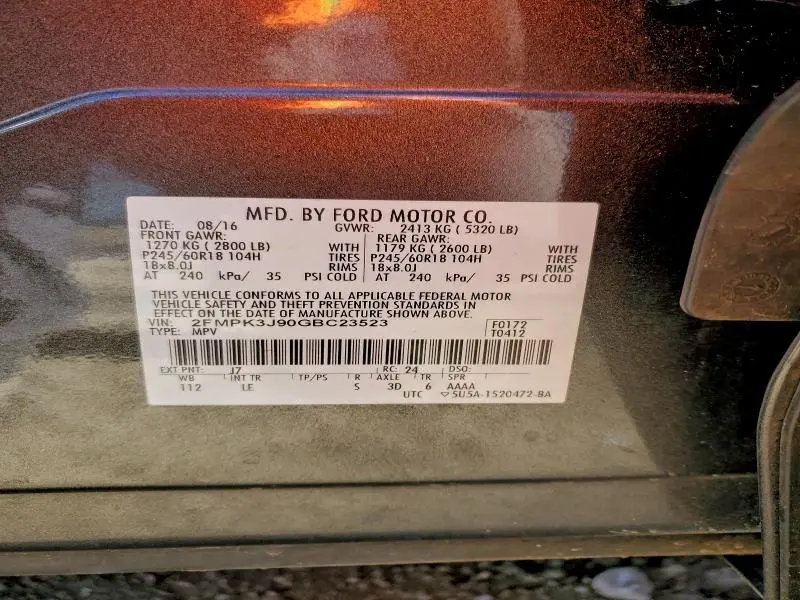 MFD. BY FORD MOTOR CO.
DATE: 08/16 GVWR: 2413 KG ( 5320 LB)
FRONT GAWR: REAR GAWR:
1270 KG ( 2800 LB) WITH 1179 KG ( 2600 LB) WITH
P245/60R18 104H TIRES P245/60R18 104H TIRES
18x8.0J RIMS 18x8.0J RIMS
AT 240 kPa/ 35 PSI COLD AT 240 kPa/ 35 PSI COLD
THIS VEHICLE CONFORMS TO ALL APPLICABLE FEDERAL MOTOR
VEHICLE SAFETY AND THEFT PREVENTION STANDARDS IN
EFFECT ON THE DATE OF MANUFACTURE SHOWN ABOVE.
VIN: 2FMPK3J90GBC23523 F0172
TYPE: MPV T0412
EXT PNT: J7 RC: 24 DSO:
WB INT TR TP/PS R AXLE TR SPR
112 LE S 3D 6 AAAA
UTC ▽5U5A-1520472-BA